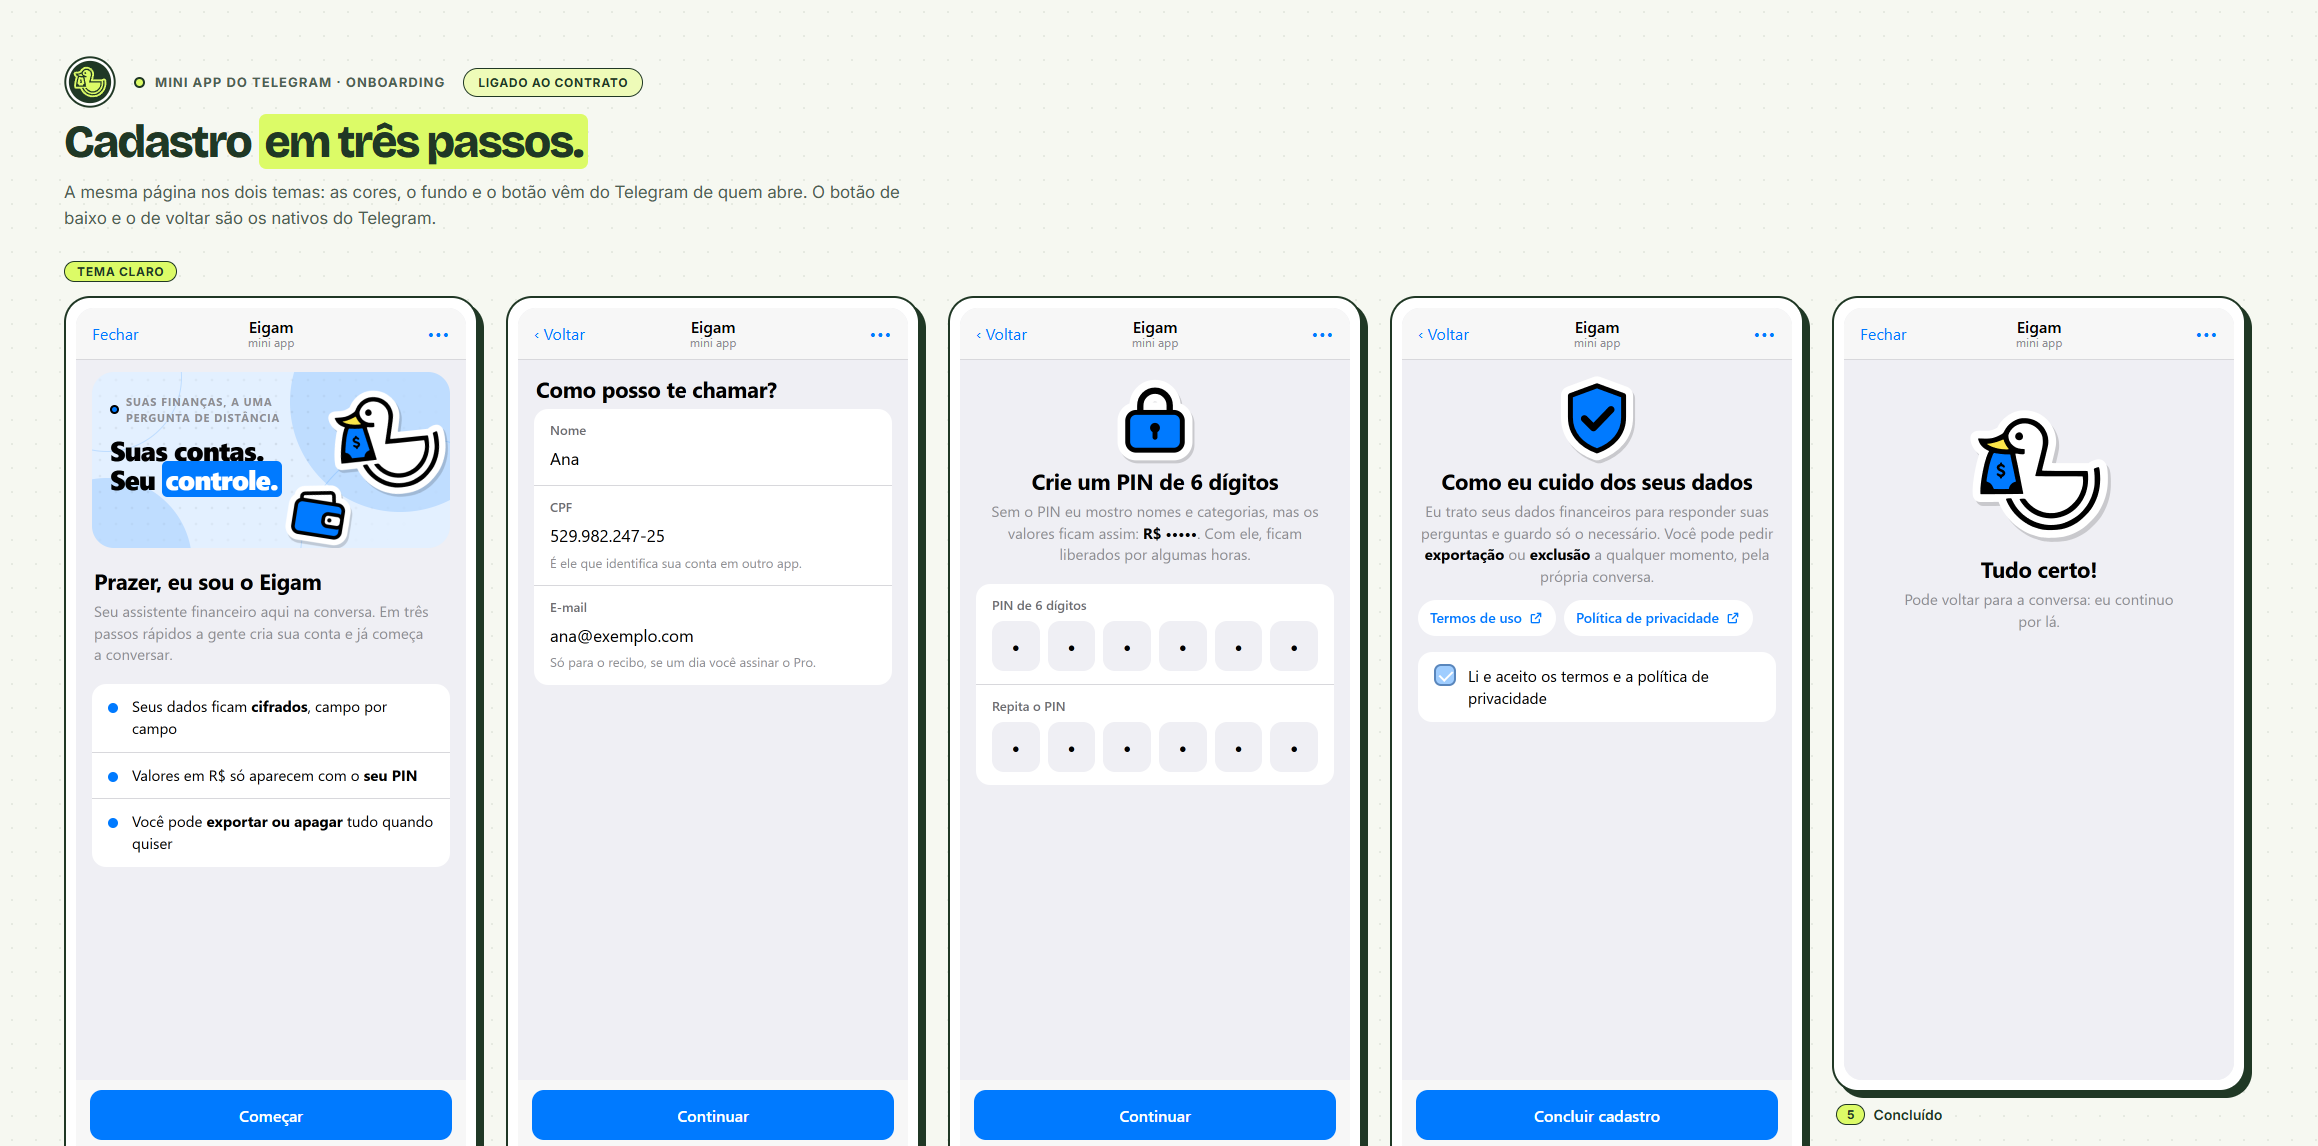 MINI APP DO TELEGRAM · ONBOARDING
LIGADO AO CONTRATO
Cadastro em três passos.
A mesma página nos dois temas: as cores, o fundo e o botão vêm do Telegram de quem abre. O botão de
baixo e o de voltar são os nativos do Telegram.
TEMA CLARO
Fechar
Eigam
mini app
SUAS FINANÇAS, A UMA
PERGUNTA DE DISTÂNCIA
Suas contas.
Seu controle.
$
$
Prazer, eu sou o Eigam
Seu assistente financeiro aqui na conversa. Em três
passos rápidos a gente cria sua conta e já começa
a conversar.
Seus dados ficam cifrados, campo por
campo
Valores em R$ só aparecem com o seu PIN
Você pode exportar ou apagar tudo quando
quiser
Começar
‹ Voltar
Eigam
mini app
Como posso te chamar?
Nome
Ana
CPF
529.982.247-25
É ele que identifica sua conta em outro app.
E-mail
ana@exemplo.com
Só para o recibo, se um dia você assinar o Pro.
Continuar
‹ Voltar
Eigam
mini app
Crie um PIN de 6 dígitos
Sem o PIN eu mostro nomes e categorias, mas os
valores ficam assim: R$ •••••. Com ele, ficam
liberados por algumas horas.
PIN de 6 dígitos
• • • • • •
Repita o PIN
• • • • • •
Continuar
‹ Voltar
Eigam
mini app
Como eu cuido dos seus dados
Eu trato seus dados financeiros para responder suas
perguntas e guardo só o necessário. Você pode pedir
exportação ou exclusão a qualquer momento, pela
própria conversa.
Termos de uso
Política de privacidade
Li e aceito os termos e a política de
privacidade
Concluir cadastro
Fechar
Eigam
mini app
Tudo certo!
Pode voltar para a conversa: eu continuo
por lá.
5 Concluído